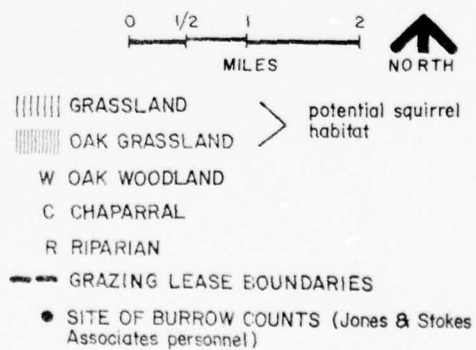 0 1/2 1 2
MILES NORTH
GRASSLAND
OAK GRASSLAND
potential squirrel
habitat
W OAK WOODLAND
C CHAPARRAL
R RIPARIAN
GRAZING LEASE BOUNDARIES
SITE OF BURROW COUNTS (Jones & Stokes
Associates personnel)